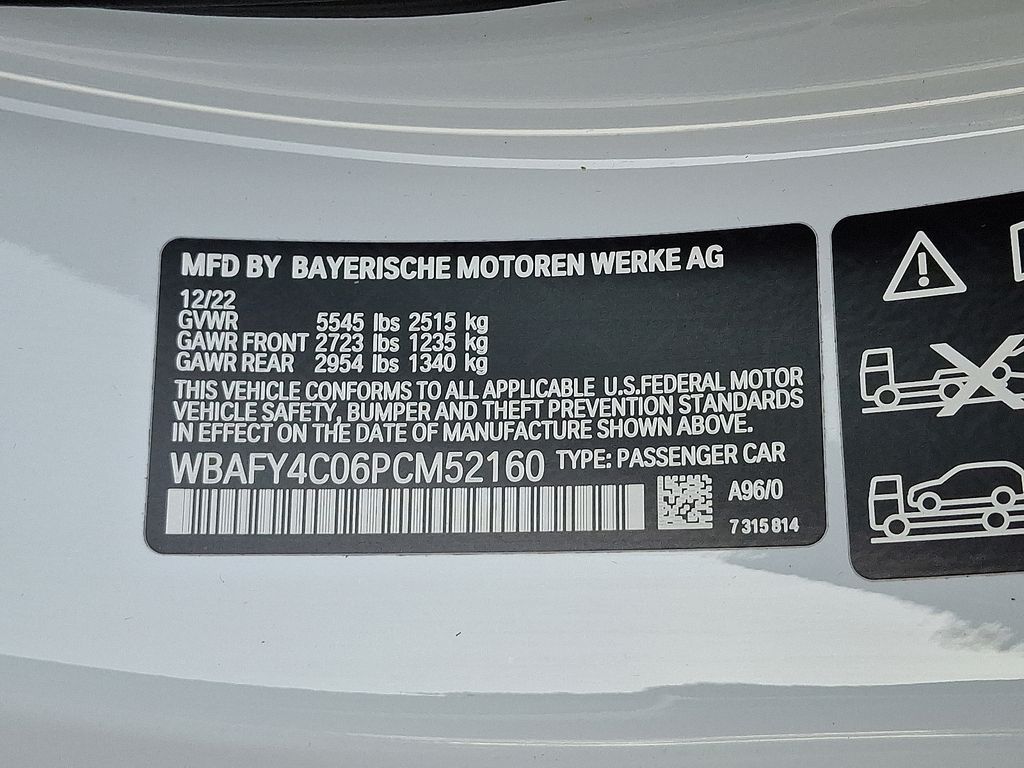 MFD BY BAYERISCHE MOTOREN WERKE AG
12/22
GVWR 5545 lbs 2515 kg
GAWR FRONT 2723 lbs 1235 kg
GAWR REAR 2954 lbs 1340 kg
THIS VEHICLE CONFORMS TO ALL APPLICABLE U.S.FEDERAL MOTOR
VEHICLE SAFETY, BUMPER AND THEFT PREVENTION STANDARDS
IN EFFECT ON THE DATE OF MANUFACTURE SHOWN ABOVE.
WBAFY4C06PCM52160 TYPE: PASSENGER CAR
A96/0
7 315 814